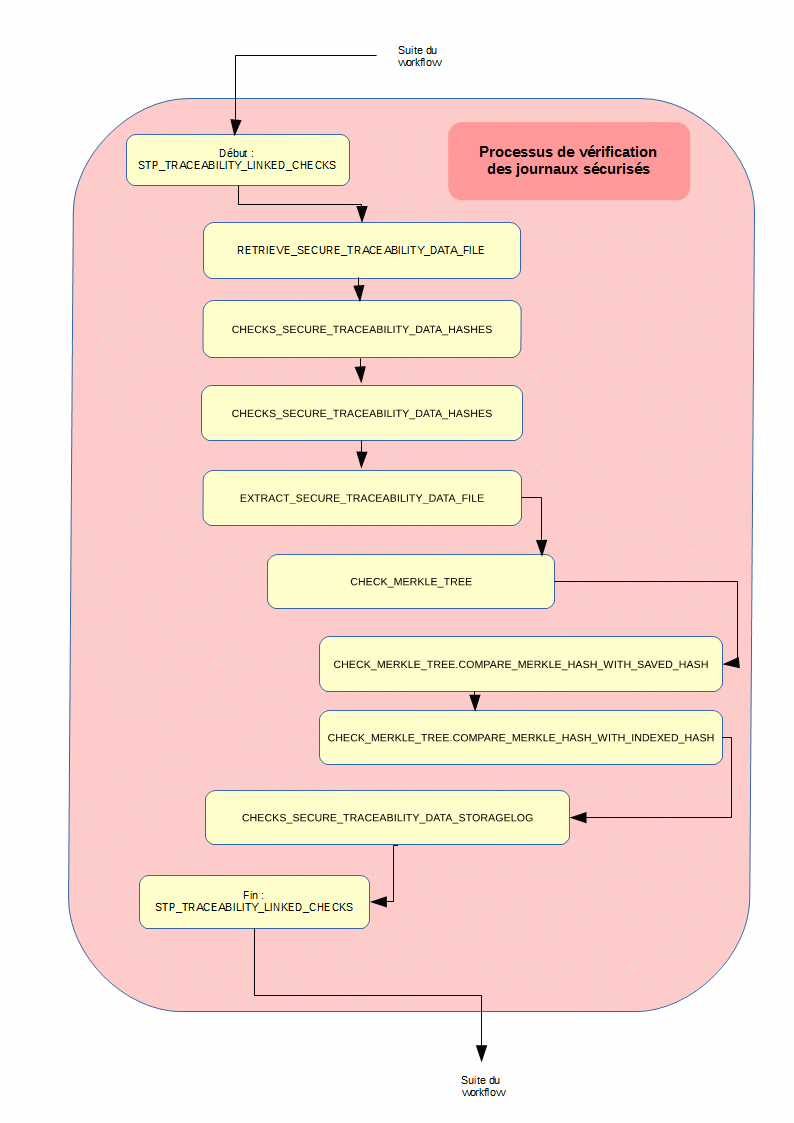 Suite du
workflow
Processus de vérification
des journaux sécurisés
Début :
STP_TRACEABILITY_LINKED_CHECKS
RETRIEVE_SECURE_TRACEABILITY_DATA_FILE
CHECKS_SECURE_TRACEABILITY_DATA_HASHES
CHECKS_SECURE_TRACEABILITY_DATA_HASHES
EXTRACT_SECURE_TRACEABILITY_DATA_FILE
CHECK_MERKLE_TREE
CHECK_MERKLE_TREE.COMPARE_MERKLE_HASH_WITH_SAVED_HASH
CHECK_MERKLE_TREE.COMPARE_MERKLE_HASH_WITH_INDEXED_HASH
CHECKS_SECURE_TRACEABILITY_DATA_STORAGELOG
Fin :
STP_TRACEABILITY_LINKED_CHECKS
Suite du
workflow